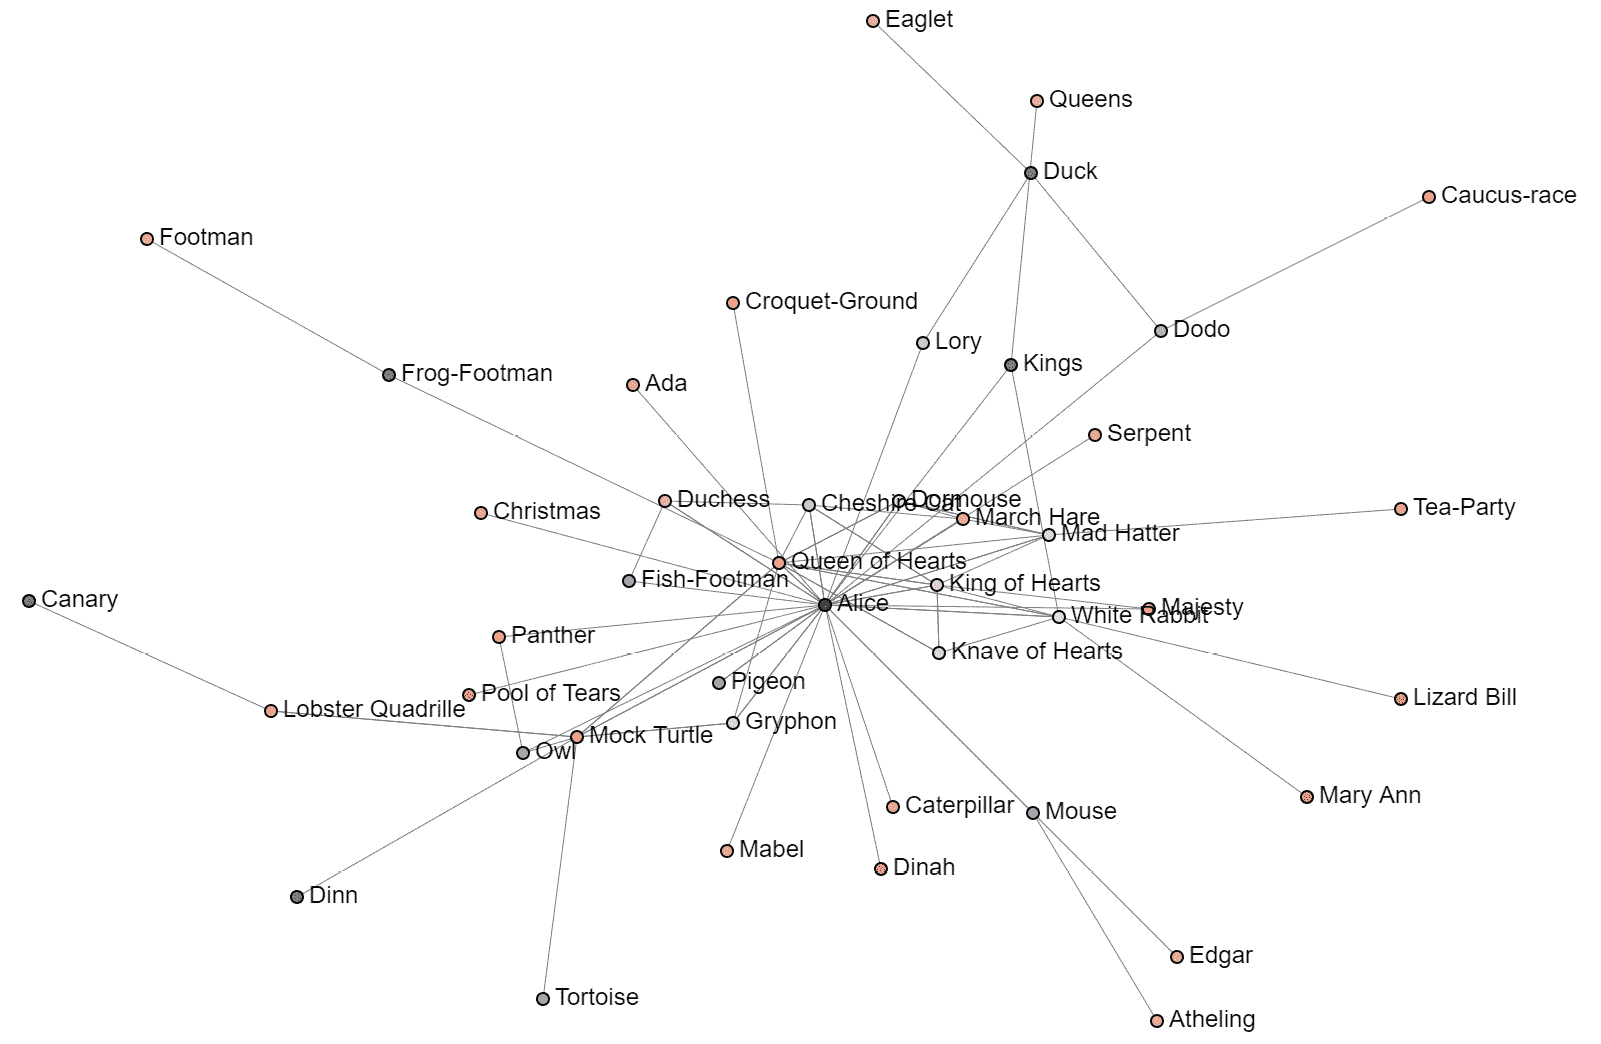 Eaglet
Queens
Duck
Caucus-race
Footman
Croquet-Ground
Dodo
Lory
Kings
Frog-Footman
Ada
Serpent
Duchess
Cheshire Cat
Dormouse
Christmas
March Hare
Tea-Party
Mad Hatter
Queen of Hearts
Fish-Footman
King of Hearts
Canary
Alice
Majesty
White Rabbit
Panther
Knave of Hearts
Pigeon
Pool of Tears
Lizard Bill
Lobster Quadrille
Gryphon
Mock Turtle
Owl
Mary Ann
Caterpillar
Mouse
Mabel
Dinah
Dinn
Edgar
Tortoise
Atheling